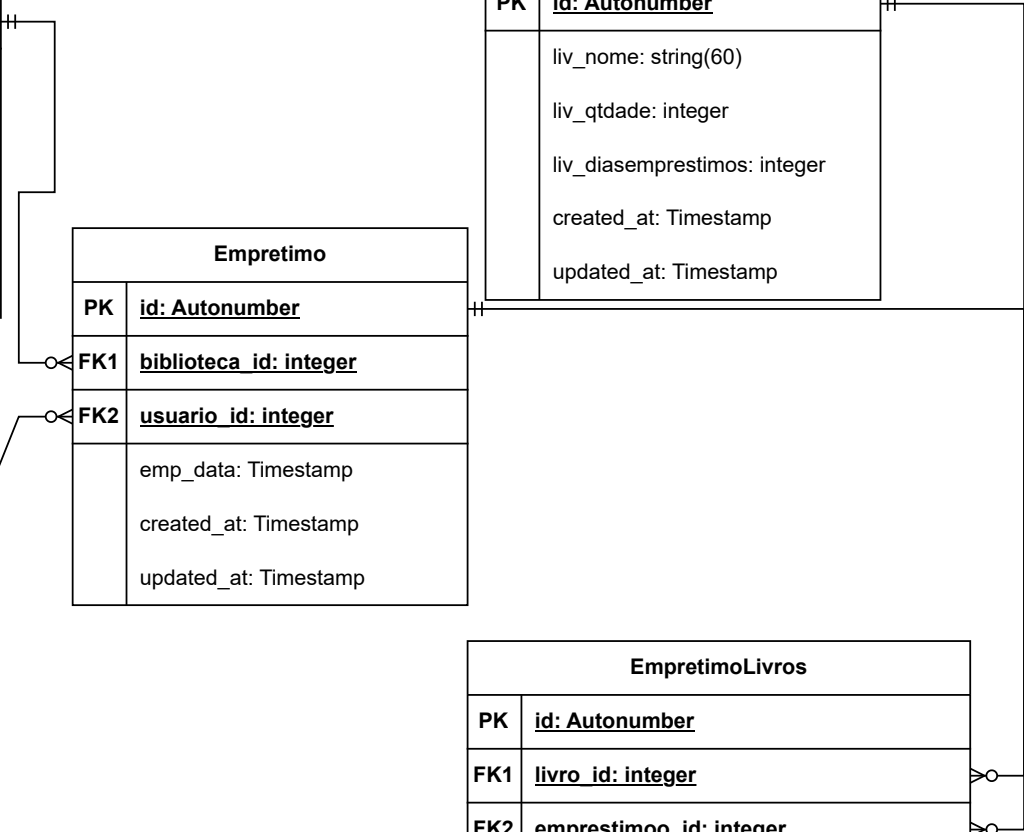 PK id: Autonumber
liv_nome: string(60)
liv_qtdade: integer
liv_diasemprestimos: integer
created_at: Timestamp
updated_at: Timestamp
Empretimo
PK id: Autonumber
FK1 biblioteca_id: integer
FK2 usuario_id: integer
emp_data: Timestamp
created_at: Timestamp
updated_at: Timestamp
EmpretimoLivros
PK id: Autonumber
FK1 livro_id: integer
FK2 emprestimoo_id: integer